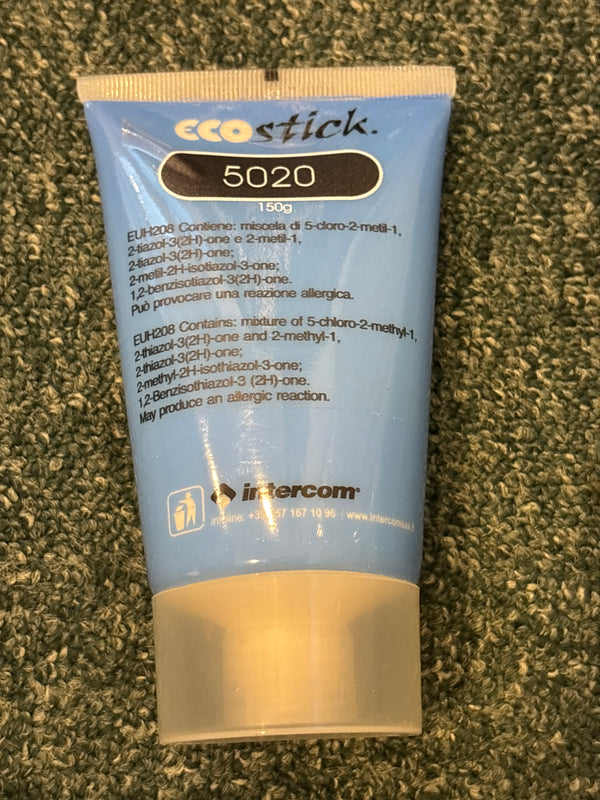 ecostick.
5020
150g
EUH208 Contiene: miscela di 5-cloro-2-metil-1,
2-tiazol-3(2H)-one e 2-metil-1,
2-tiazol-3(2H)-one;
2-metil-2H-isotiazol-3-one;
1,2-benzisotiazol-3(2H)-one.
Può provocare una reazione allergica.
EUH208 Contains: mixture of 5-chloro-2-methyl-1,
2-thiazol-3(2H)-one and 2-methyl-1,
2-thiazol-3(2H)-one;
2-methyl-2H-isothiazol-3-one;
1,2-Benzisothiazol-3 (2H)-one.
May produce an allergic reaction.
intercom
167 10 96 |